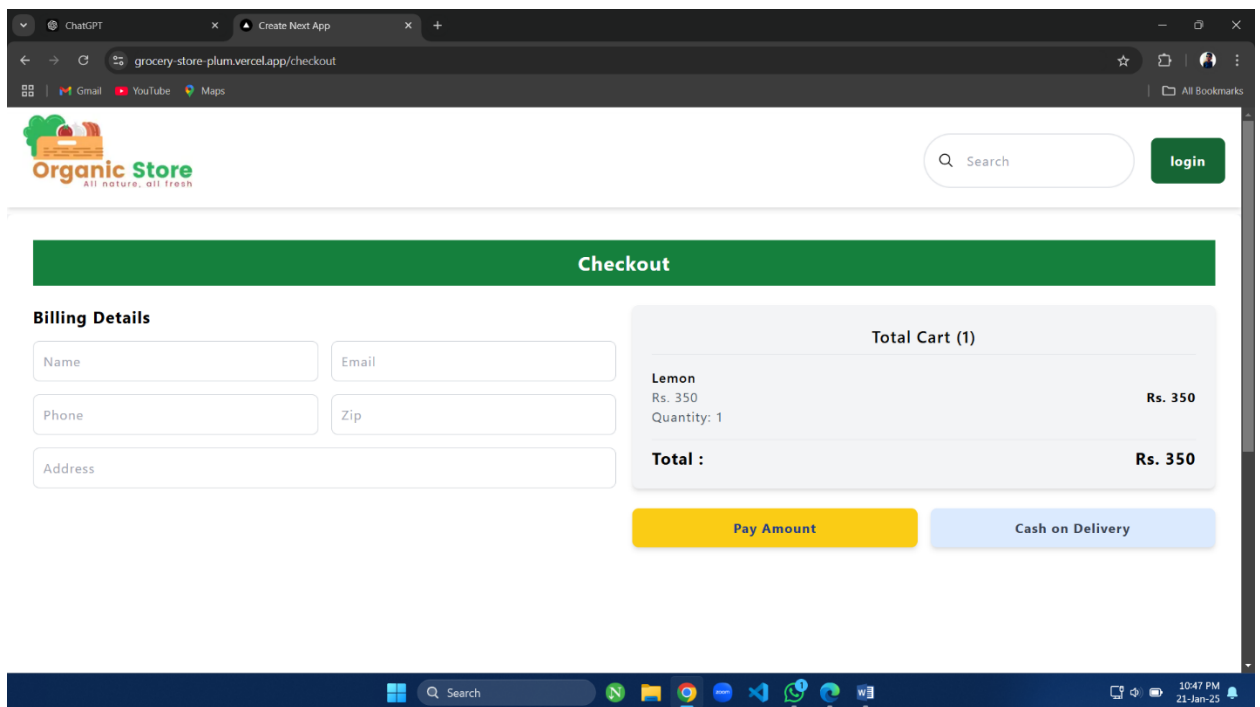 ChatGPT
Create Next App
grocery-store-plum.vercel.app/checkout
Gmail YouTube Maps
All Bookmarks
Organic Store
All nature, all fresh
Search
login
Checkout
Billing Details
Name Email
Phone Zip
Address
Total Cart (1)
Lemon
Rs. 350 Rs. 350
Quantity: 1
Total : Rs. 350
Pay Amount Cash on Delivery
Search
zoom
1
W
N
10:47 PM
21-Jan-25